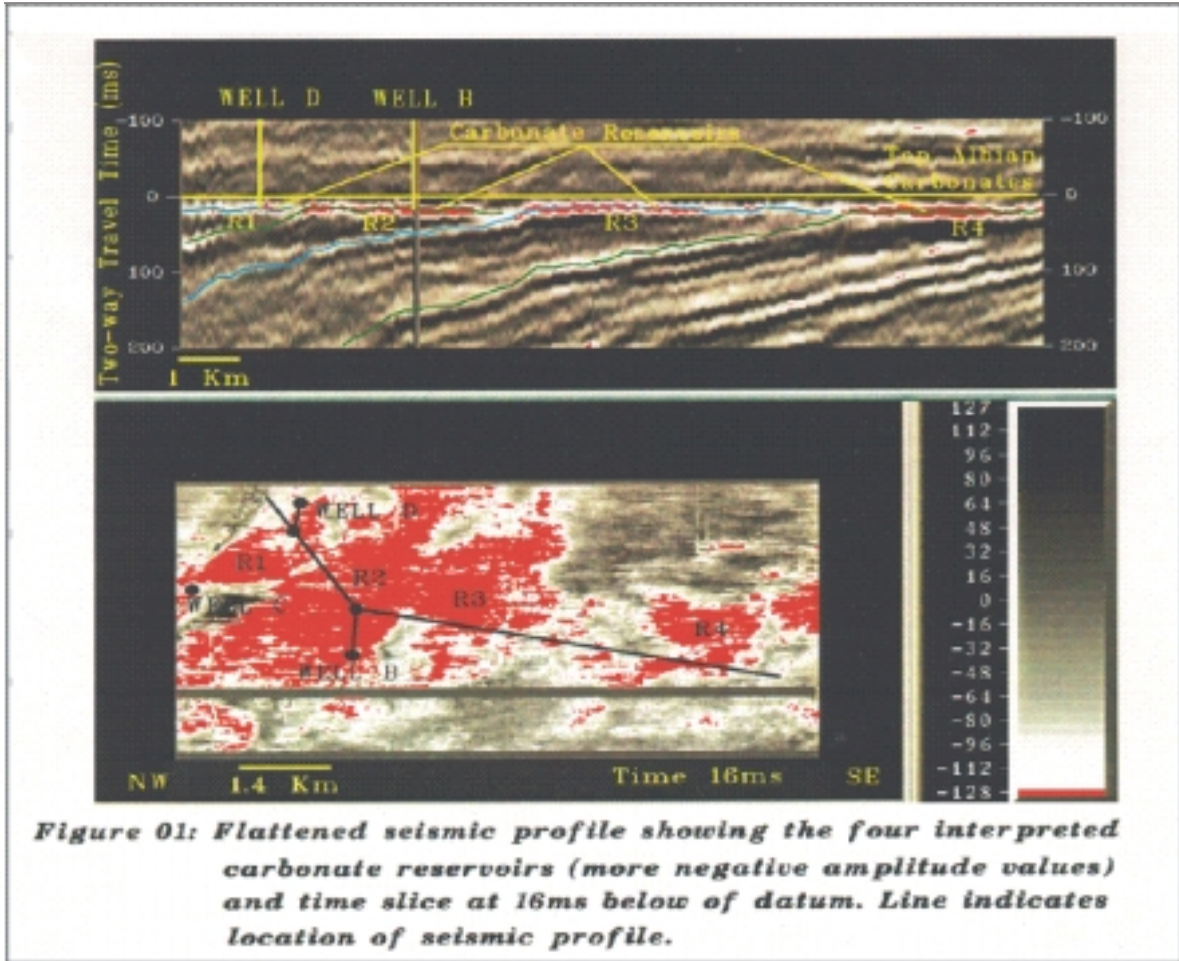 Two-way Travel Time (ms)
WELL D WELL B
-100 -100
Carbonate Reservoirs
Top Albian
Carbonates
0 0
R1 R2 R3 R4
100 100
200 200
1 Km
127
112
96
80
64
48
32
16
0
-16
-32
-48
-64
-80
-96
-112
-128
WELL D
R1
R2
WELL C
R3
R4
WELL B
NW 1.4 Km Time 16ms SE
Figure 01: Flattened seismic profile showing the four interpreted
carbonate reservoirs (more negative amplitude values)
and time slice at 16ms below of datum. Line indicates
location of seismic profile.